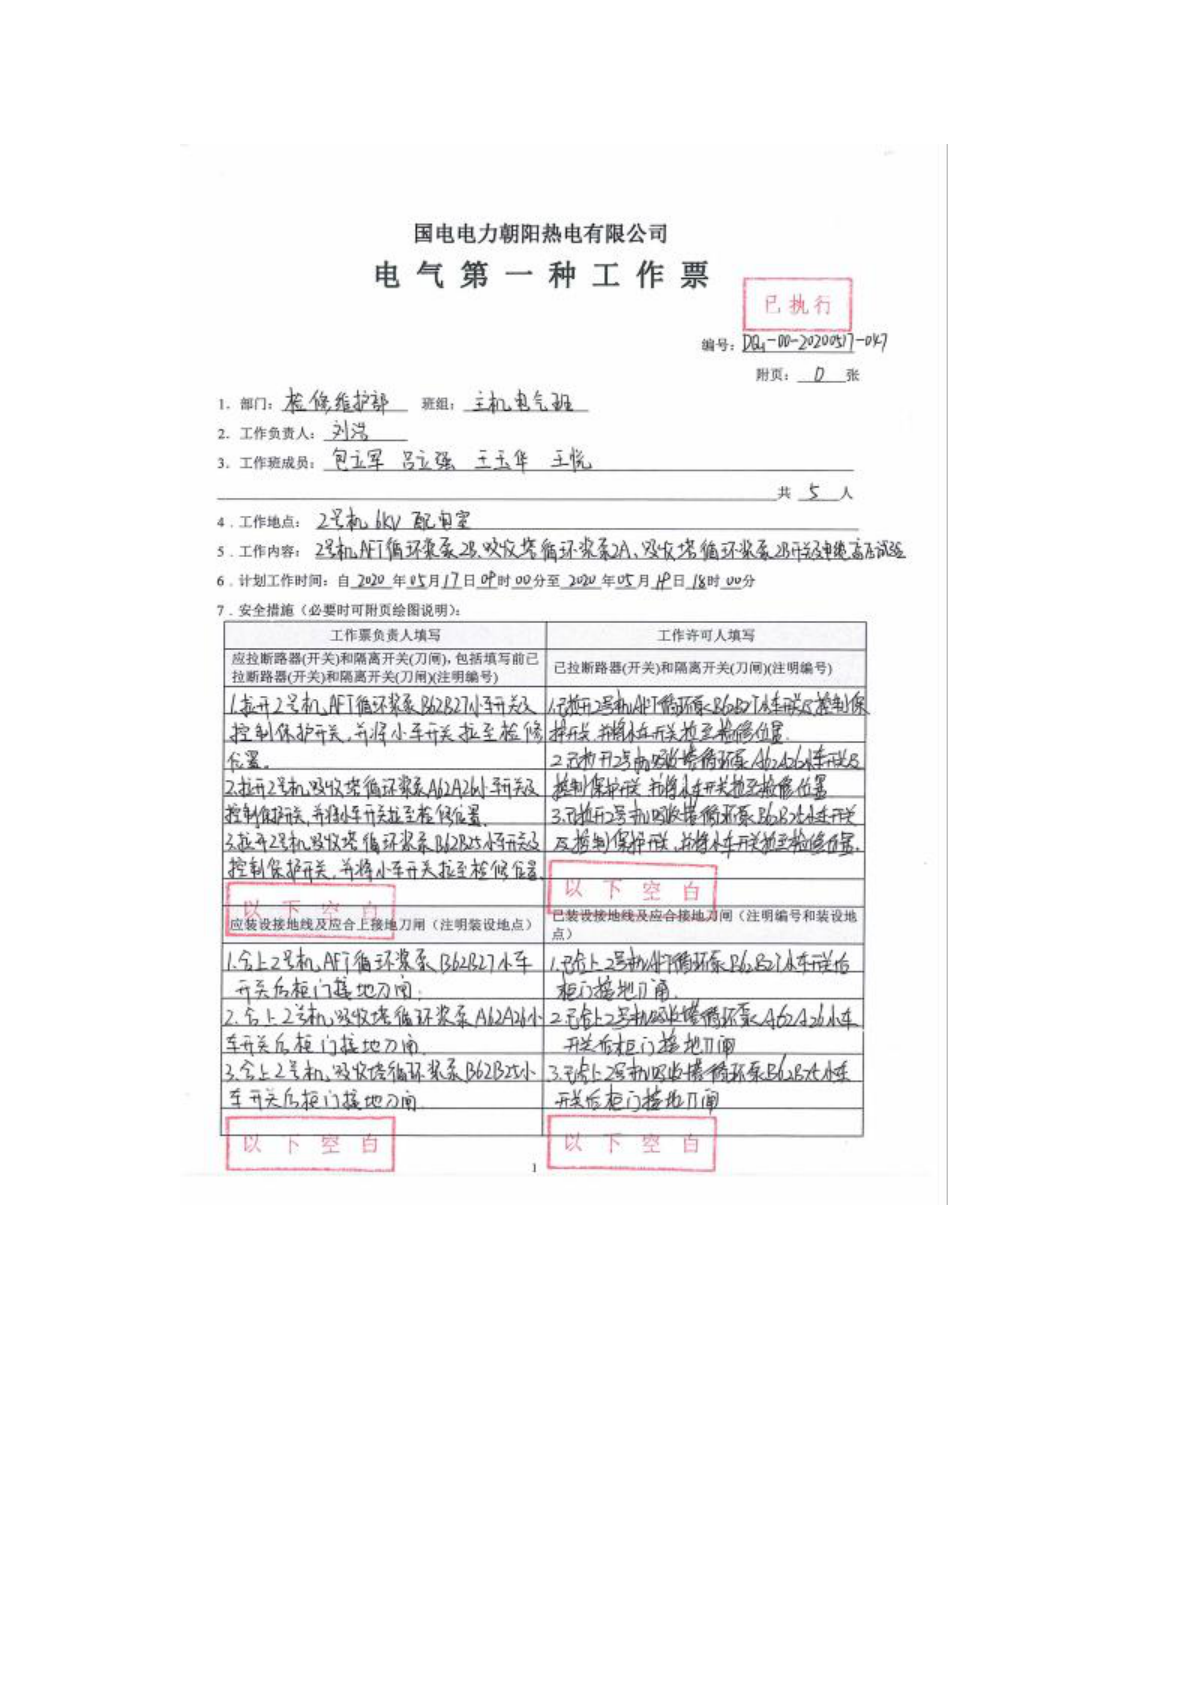 国电电力朝阳热电有限公司
电气第一种工作票
已执行
编号：DQ1-00-20200517-047
附页：0张
1．部门：检修维护部 班组：主机电气班
2．工作负责人：刘浩
3．工作班成员：包立军 吕立强 王玉华 王悦
共5人
4．工作地点：2号机6KV配电室
5．工作内容：2号机AFT循环浆泵2B、吸收塔循环浆泵2A、吸收塔循环浆泵2B开关及电缆高压试验
6．计划工作时间：自2020年05月17日09时00分至2020年05月19日18时00分
7．安全措施（必要时可附页绘图说明）：
工作票负责人填写 工作许可人填写
应拉断路器(开关)和隔离开关(刀闸)，包括填写前已拉断路器(开关)和隔离开关(刀闸)(注明编号)
已拉断路器(开关)和隔离开关(刀闸)(注明编号)
1.拉开2号机AFT循环浆泵B62B27小车开关及
控制保护开关，并将小车开关拉至检修
位置。
2.拉开2号机吸收塔循环浆泵A62A26小车开关及
控制保护开关，并将小车开关拉至检修位置
3.拉开2号机吸收塔循环浆泵B62B25小车开关及
控制保护开关，并将小车开关拉至检修位置
以下空白
1.已拉开2号机AFT循环泵B62B27小车开关及控制保
护开关，并将小车开关拉至检修位置.
2.已拉开2号机吸收塔循环泵A62A26小车开关及
控制保护开关 并将小车开关拉至检修位置
3.已拉开2号机吸收塔循环泵B62B25小车开关
及控制保护开关，并将小车开关拉至检修位置.
以下空白
应装设接地线及应合上接地刀闸（注明装设地点）
已装设接地线及应合接地刀闸（注明编号和装设地
点）
1.合上2号机AFT循环浆泵B62B27小车
开关后柜门接地刀闸.
2.合上2号机吸收塔循环浆泵A62A26小
车开关后柜门接地刀闸.
3.合上2号机吸收塔循环浆泵B62B25小
车开关后柜门接地刀闸.
以下空白
1.已合上2号机AFT循环泵B62B27小车开关后
柜门接地刀闸.
2.已合上2号机吸收塔循环泵A62A26小车
开关后柜门接地刀闸
3.已合上2号机吸收塔循环泵B62B25小车
开关后柜门接地刀闸
以下空白
1